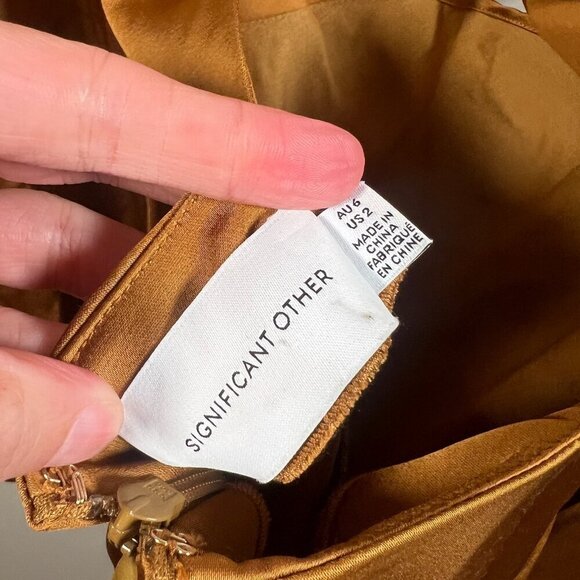 SIGNIFICANT OTHER
AU 6
US 2
MADE IN
CHINA
FABRIQUE
EN CHINE